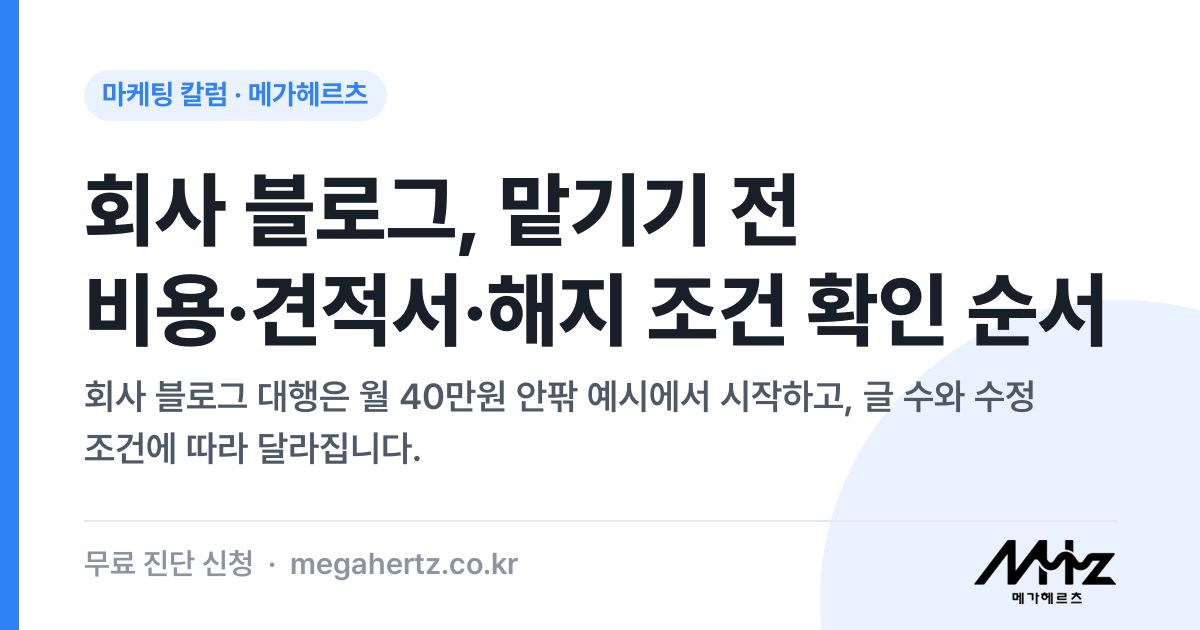 마케팅 칼럼 · 메가헤르츠
회사 블로그, 맡기기 전
비용·견적서·해지 조건 확인 순서
회사 블로그 대행은 월 40만원 안팎 예시에서 시작하고, 글 수와 수정
조건에 따라 달라집니다.
무료 진단 신청 · megahertz.co.kr
MHz
메가헤르츠